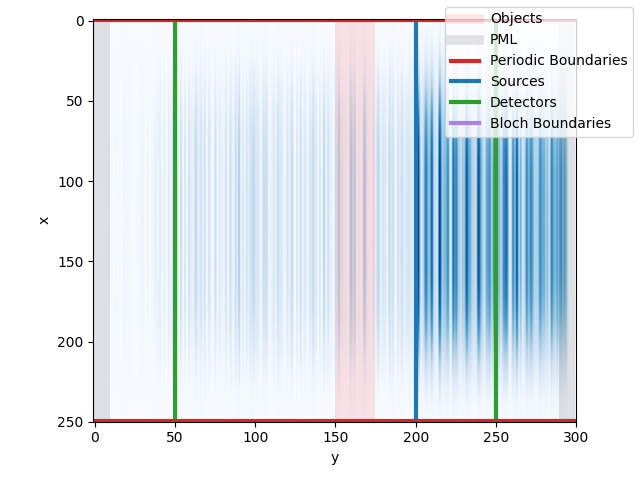 Objects
PML
Periodic Boundaries
Sources
Detectors
Bloch Boundaries
0
50
100
150
200
250
x
0
50
100
150
200
250
300
y